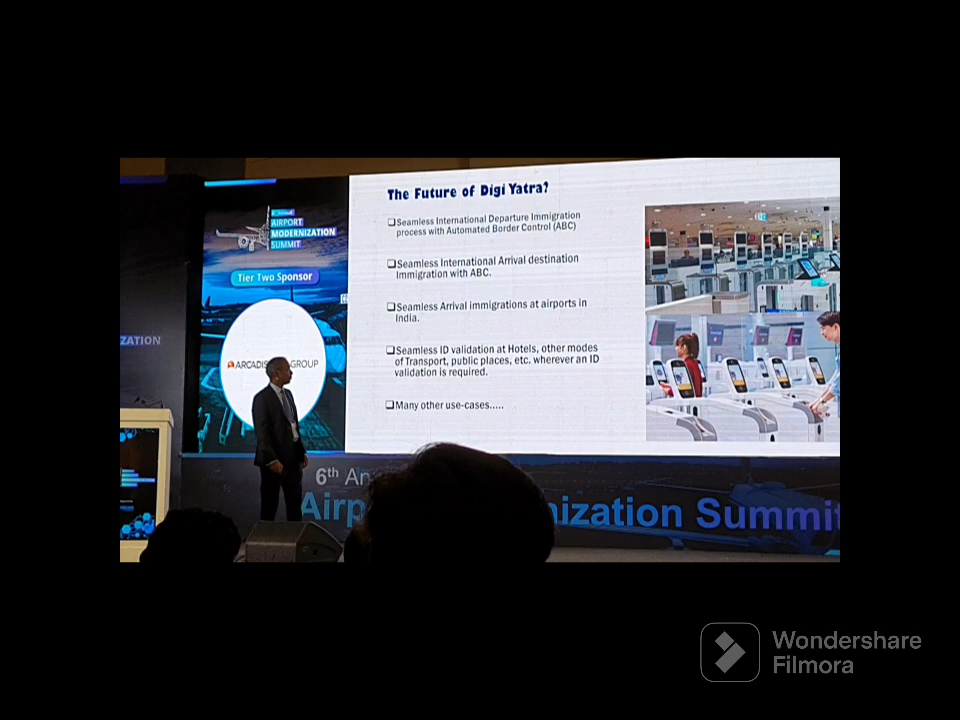 The Future of Digi Yatra?
Seamless International Departure Immigration
process with Automated Border Control (ABC)
Seamless International Arrival destination
Immigration with ABC.
Seamless Arrival immigrations at airports in
India.
Seamless ID validation at Hotels, other modes
of Transport, public places, etc. wherever an ID
validation is required.
Many other use-cases.....
AIRPORT
MODERNIZATION
SUMMIT
Tier Two Sponsor
ARCADIS GROUP
ZATION
6th An
Airp nization Summit
Wondershare
Filmora